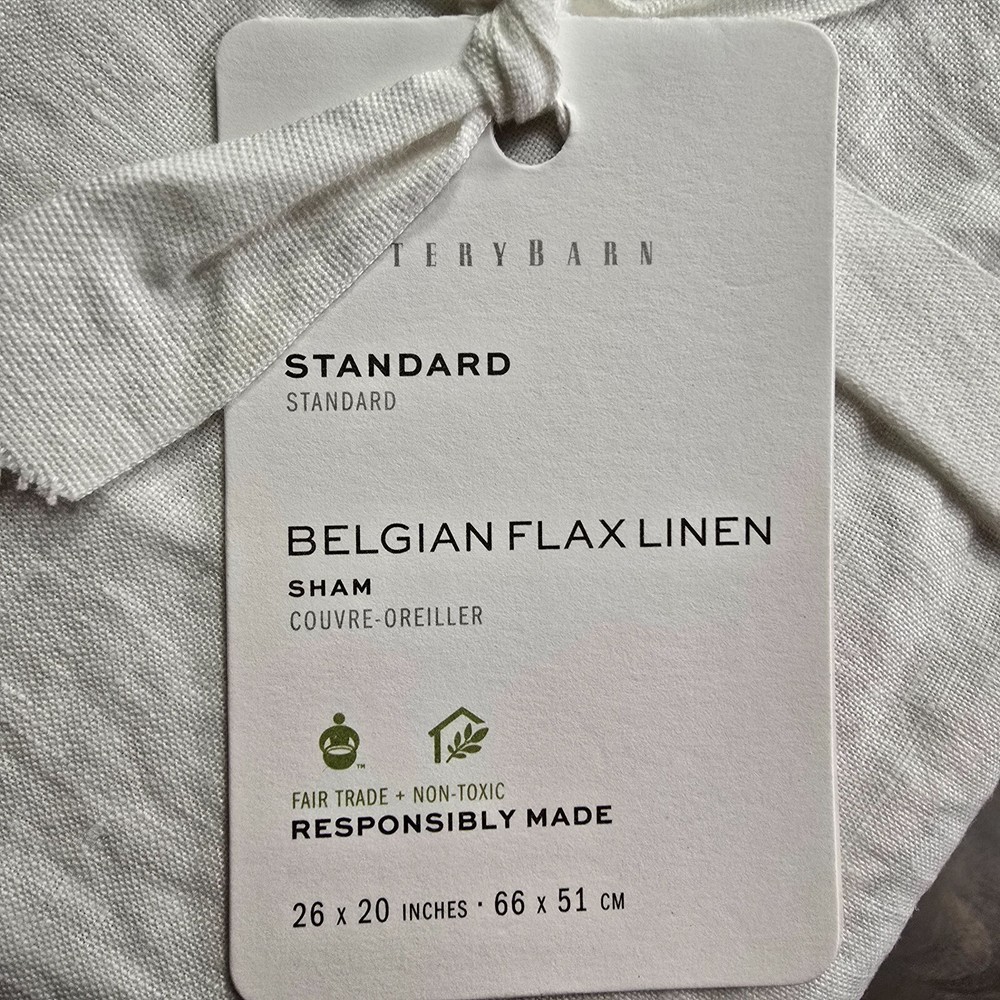 TERYBARN
STANDARD
STANDARD
BELGIAN FLAX LINEN
SHAM
COUVRE-OREILLER
TM
FAIR TRADE + NON-TOXIC
RESPONSIBLY MADE
26 x 20 INCHES · 66 x 51 CM